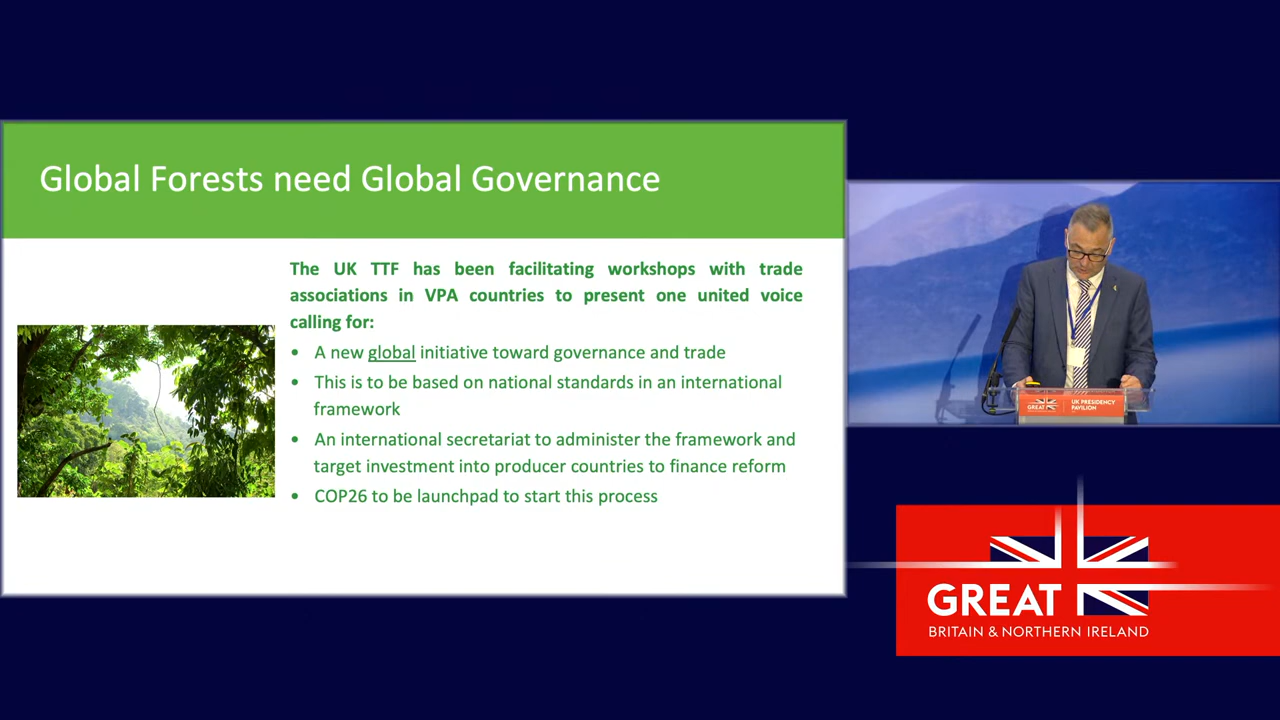 Global Forests need Global Governance
The UK TTF has been facilitating workshops with trade
associations in VPA countries to present one united voice
calling for:
• A new global initiative toward governance and trade
• This is to be based on national standards in an international
framework
• An international secretariat to administer the framework and
target investment into producer countries to finance reform
• COP26 to be launchpad to start this process
GREAT
UK PRESIDENCY
PAVILION
GREAT
BRITAIN & NORTHERN IRELAND